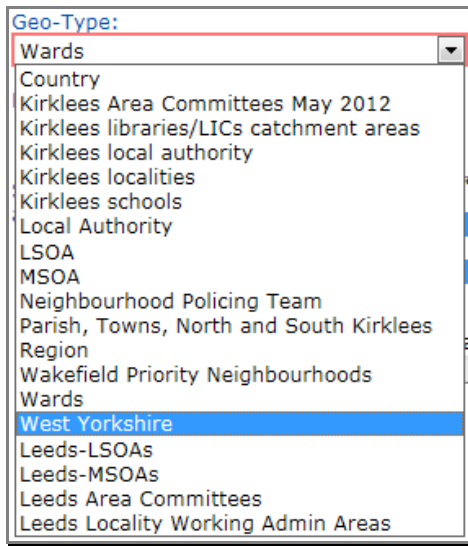 Geo-Type:
Wards
Country
Kirklees Area Committees May 2012
Kirklees libraries/LICs catchment areas
Kirklees local authority
Kirklees localities
Kirklees schools
Local Authority
LSOA
MSOA
Neighbourhood Policing Team
Parish, Towns, North and South Kirklees
Region
Wakefield Priority Neighbourhoods
Wards
West Yorkshire
Leeds-LSOAs
Leeds-MSOAs
Leeds Area Committees
Leeds Locality Working Admin Areas